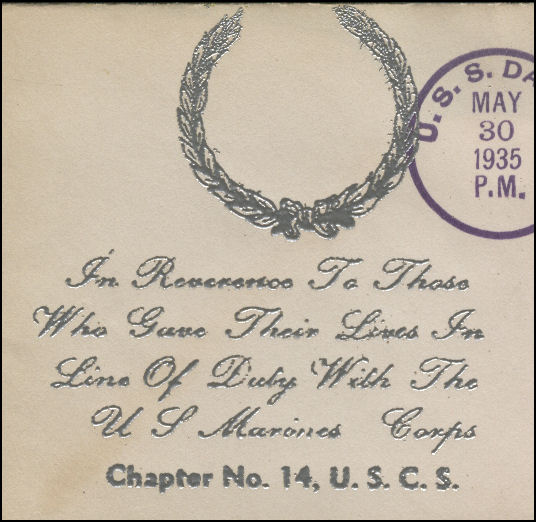 U. S. S. DA
MAY
30
1935
P.M.
In Reverence To Those
Who Gave Their Lives In
Line Of Duty With The
U S Marines Corps
Chapter No. 14, U. S. C. S.